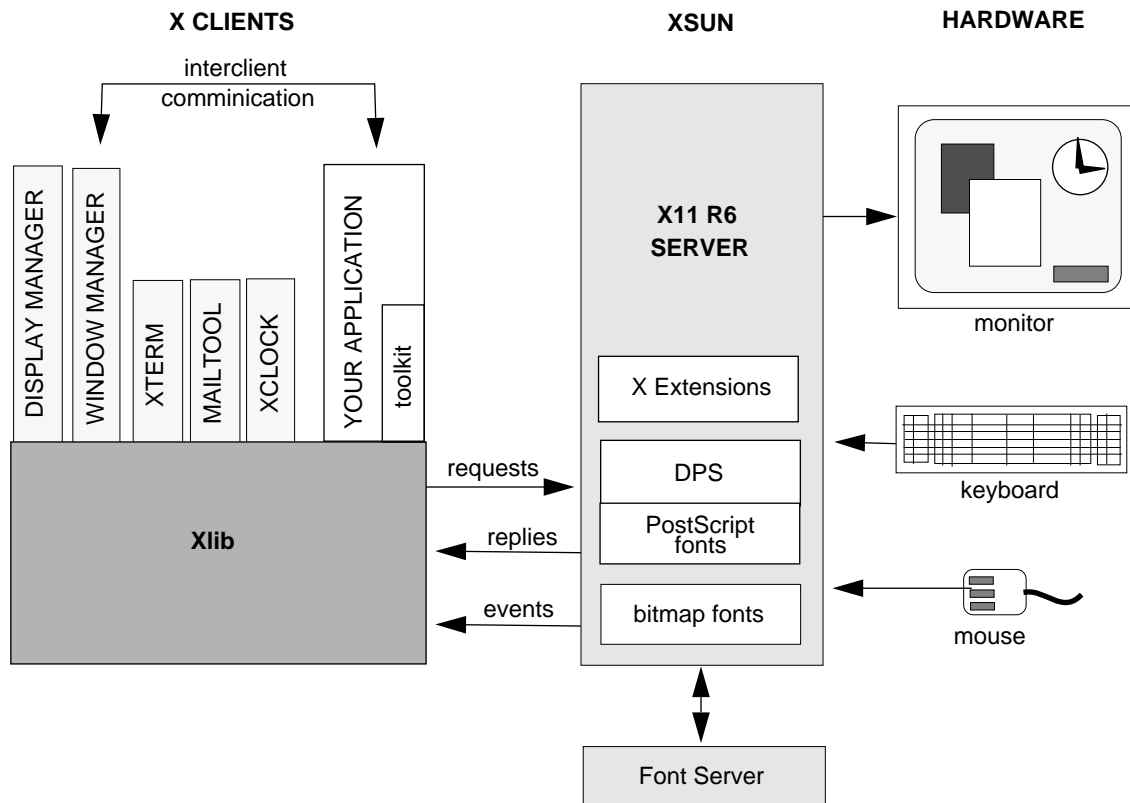 X CLIENTS
XSUN
HARDWARE
interclient
comminication
DISPLAY MANAGER
WINDOW MANAGER
XTERM
MAILTOOL
XCLOCK
YOUR APPLICATION
toolkit
Xlib
requests
replies
events
X11 R6
SERVER
X Extensions
DPS
PostScript
fonts
bitmap fonts
Font Server
monitor
keyboard
mouse